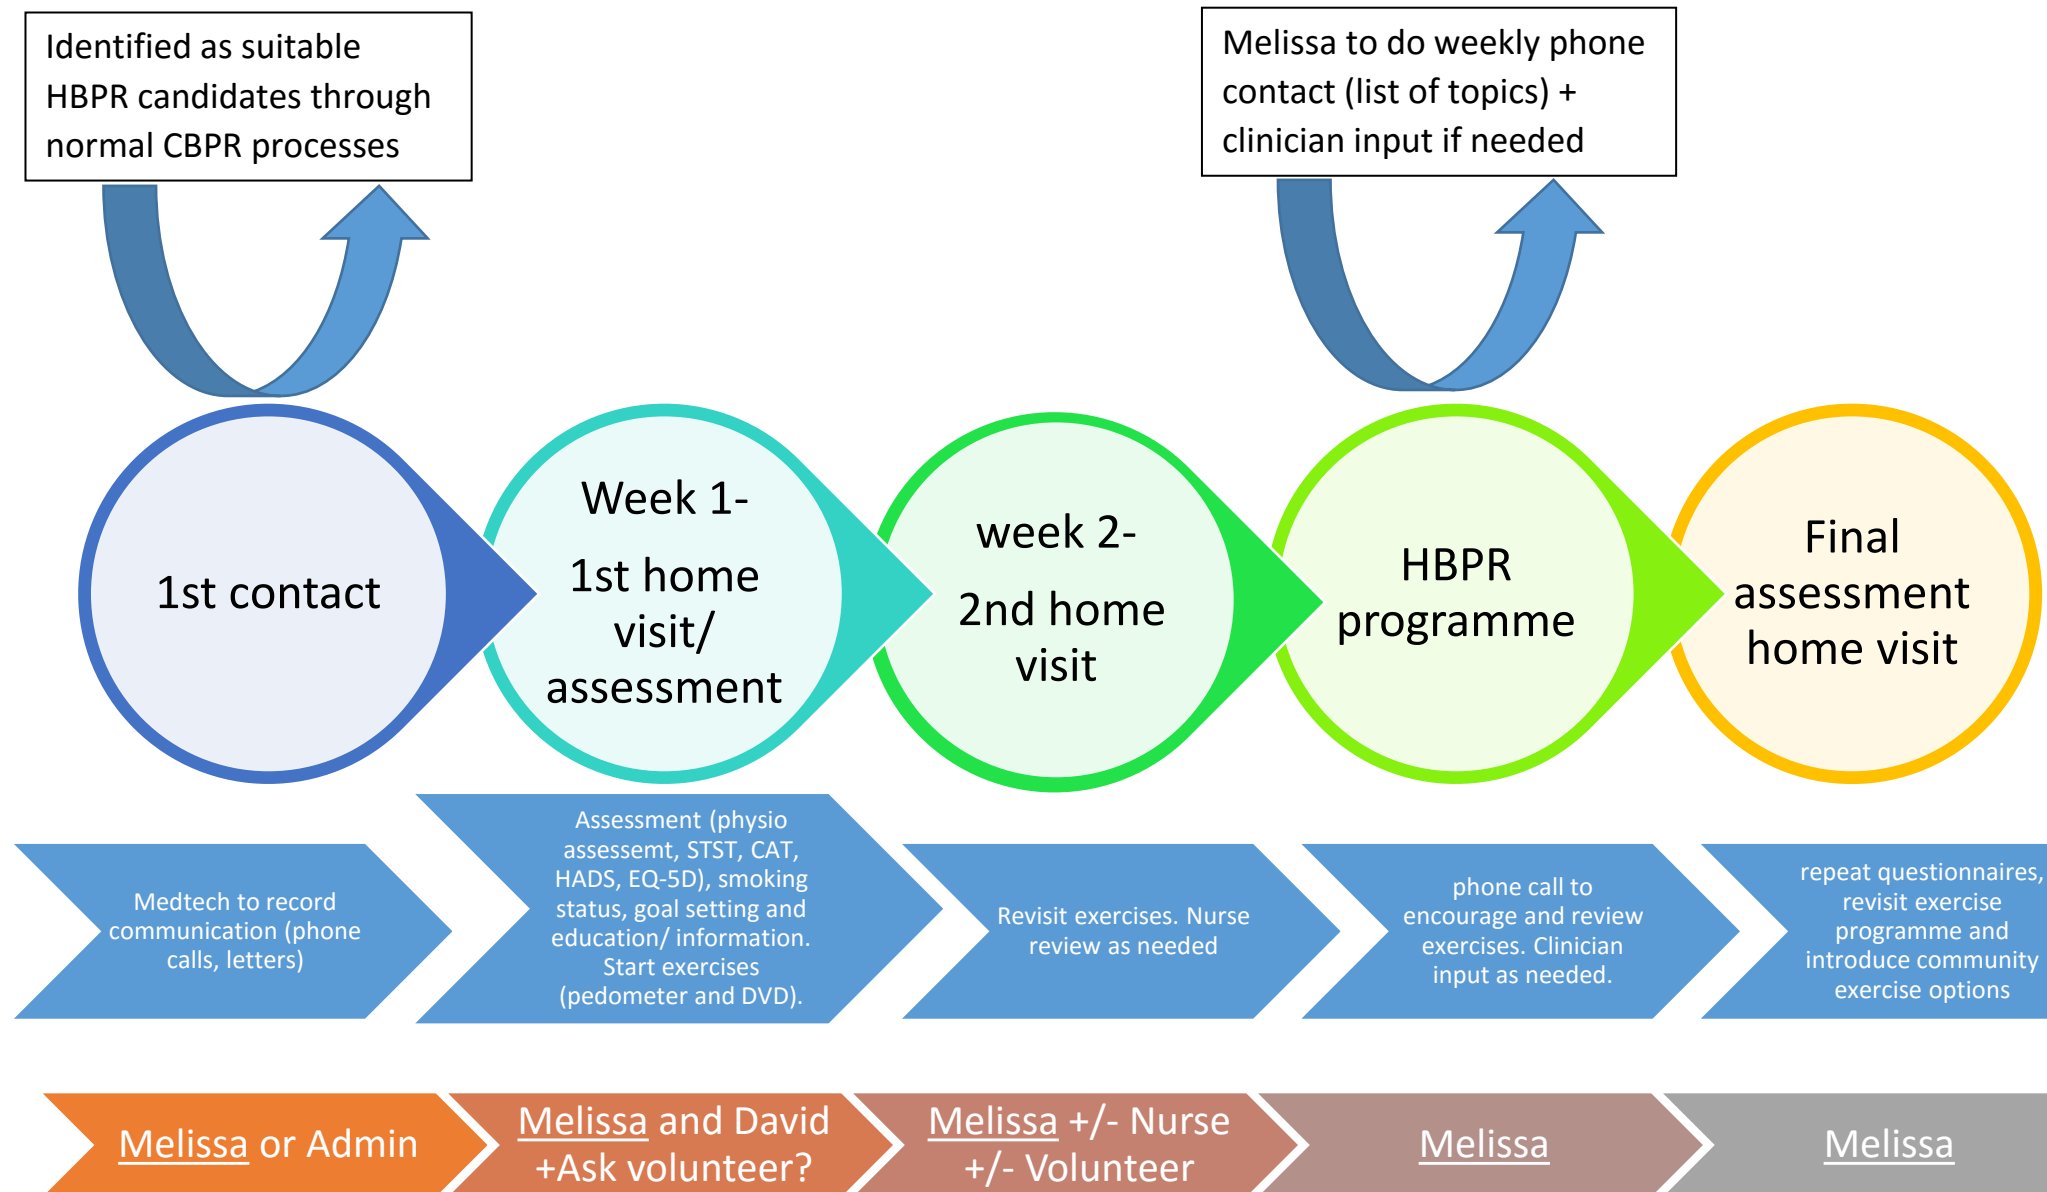 Identified as suitable
HBPR candidates through
normal CBPR processes
Melissa to do weekly phone
contact (list of topics) +
clinician input if needed
1st contact
Week 1-
1st home
visit/
assessment
week 2-
2nd home
visit
HBPR
programme
Final
assessment
home visit
Medtech to record
communication (phone
calls, letters)
Assessment (physio
assessemt, STST, CAT,
HADS, EQ-5D), smoking
status, goal setting and
education/ information.
Start exercises
(pedometer and DVD).
Revisit exercises. Nurse
review as needed
phone call to
encourage and review
exercises. Clinician
input as needed.
repeat questionnaires,
revisit exercise
programme and
introduce community
exercise options
Melissa or Admin
Melissa and David
+Ask volunteer?
Melissa +/- Nurse
+/- Volunteer
Melissa
Melissa